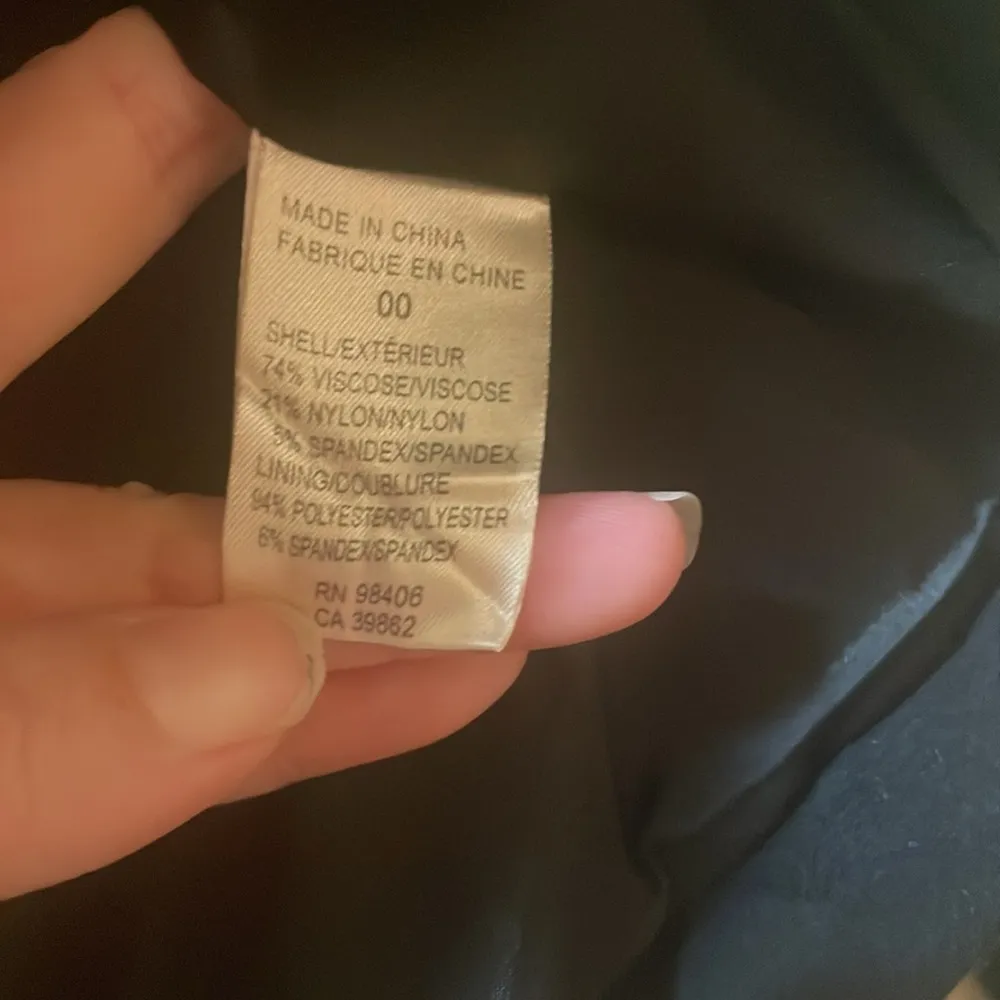 MADE IN CHINA
FABRIQUE EN CHINE
00
SHELL/EXTÉRIEUR
74% VISCOSE/VISCOSE
21% NYLON/NYLON
5% SPANDEX/SPANDEX
LINING/DOUBLURE
94% POLYESTER/POLYESTER
6% SPANDEX/SPANDEX
RN 98406
CA 39862